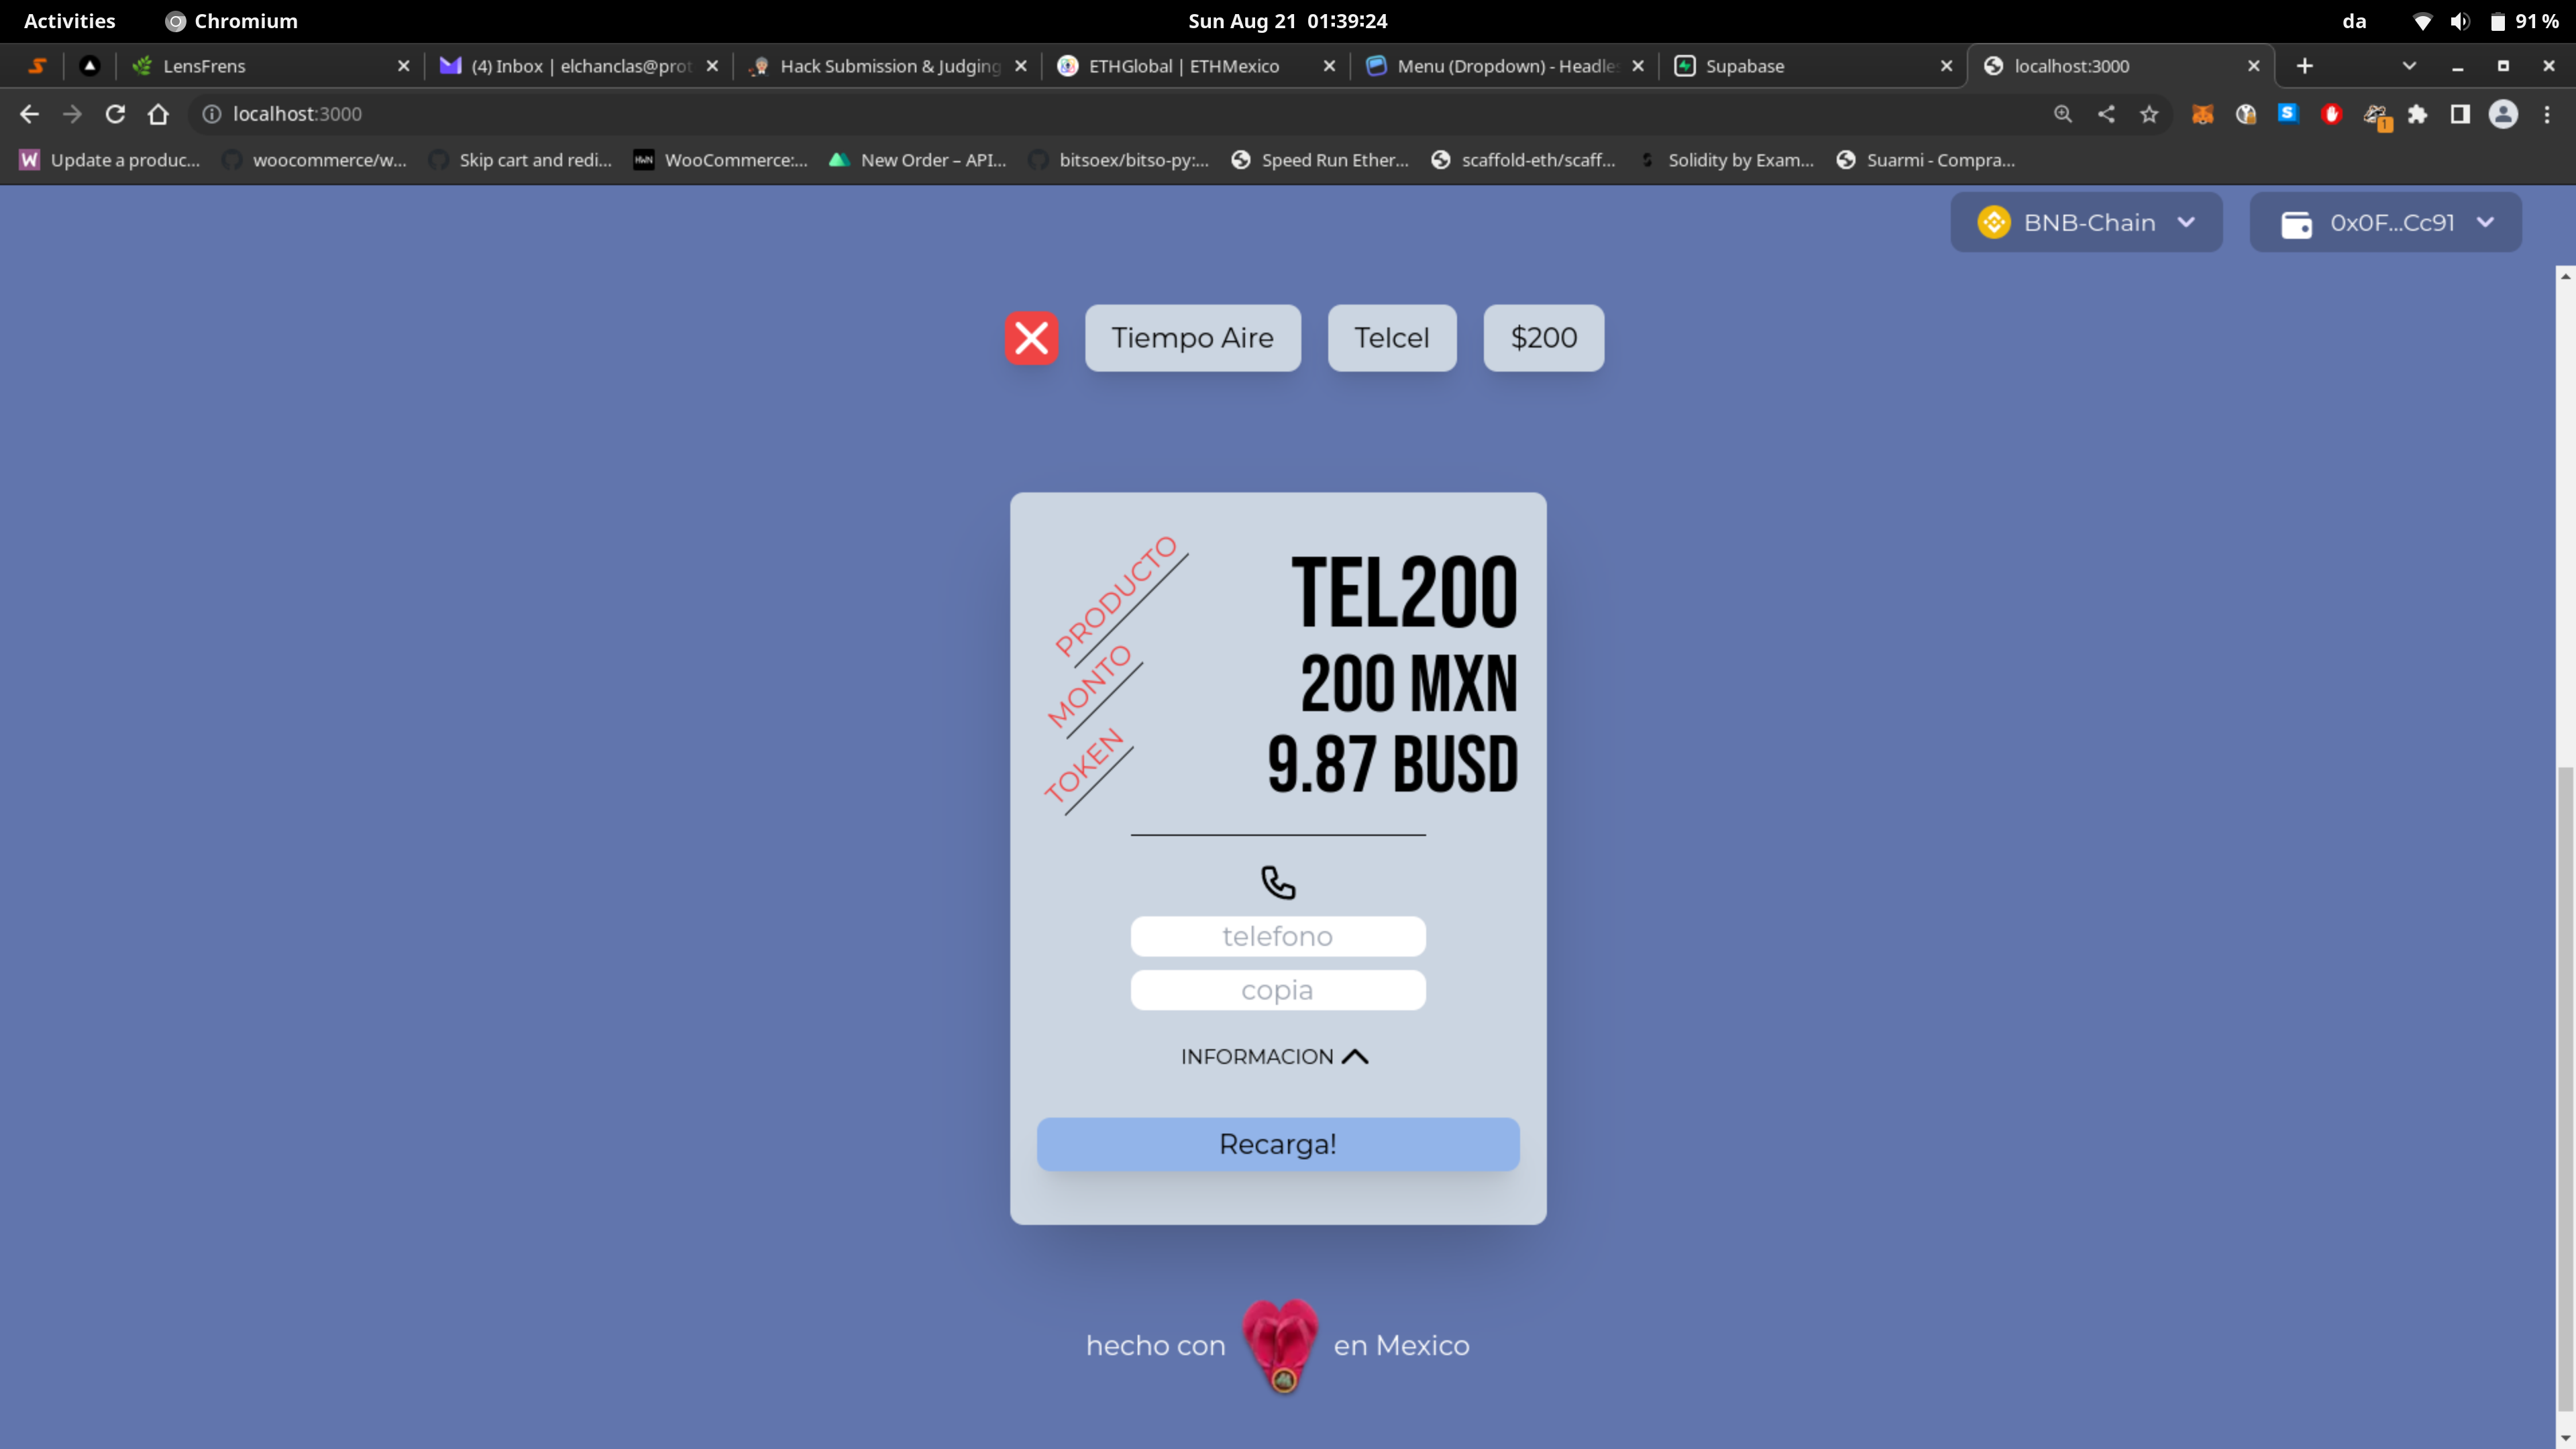 Activities Chromium Sun Aug 21 01:39:24 da 91%
LensFrens (4) Inbox | elchanclas@prot Hack Submission & Judging ETHGlobal | ETHMexico Menu (Dropdown) - Headles Supabase localhost:3000
localhost:3000 1
Update a produc... woocommerce/w... Skip cart and redi... HWN WooCommerce:... New Order – API... bitsoex/bitso-py:... Speed Run Ether... scaffold-eth/scaff... Solidity by Exam... Suarmi - Compra...
BNB-Chain 0x0F...Cc91
Tiempo Aire Telcel $200
PRODUCTO TEL200
MONTO 200 MXN
TOKEN 9.87 BUSD
telefono
copia
INFORMACION
Recarga!
hecho con en Mexico